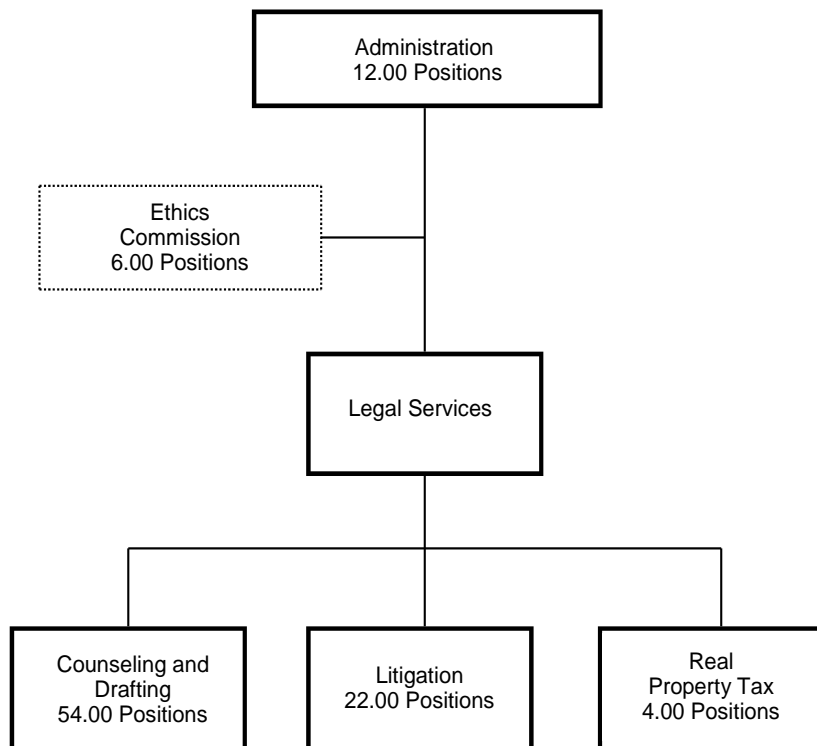 Administration
12.00 Positions
Ethics
Commission
6.00 Positions
Legal Services
Counseling and
Drafting
54.00 Positions
Litigation
22.00 Positions
Real
Property Tax
4.00 Positions